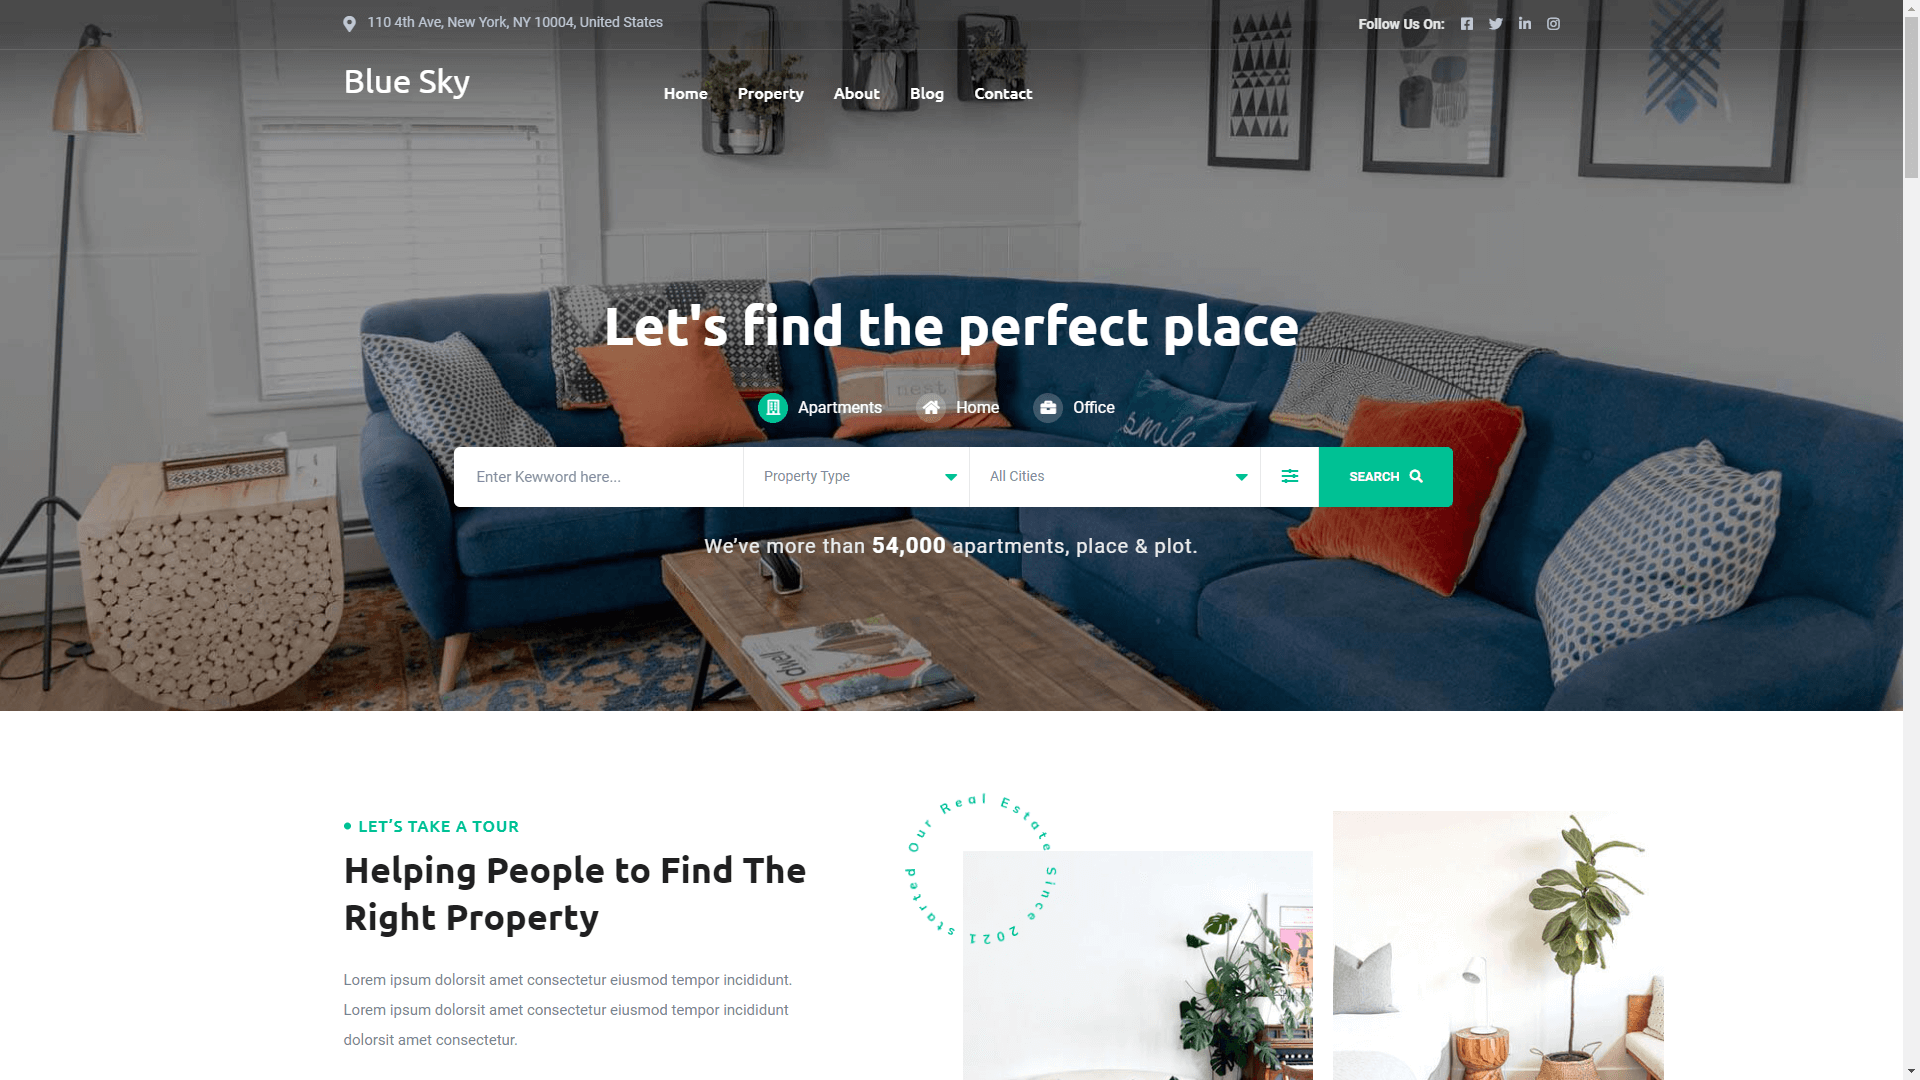 110 4th Ave, New York, NY 10004, United States
Follow Us On:
Blue Sky
Home
Property
About
Blog
Contact
Let's find the perfect place
nest
smile
Apartments
Home
Office
Enter Kewword here...
Property Type
All Cities
SEARCH
We've more than 54,000 apartments, place & plot.
dwell
started Our Real Estate Since 2021
LET'S TAKE A TOUR
Helping People to Find The
Right Property
Lorem ipsum dolorsit amet consectetur eiusmod tempor incididunt.
Lorem ipsum dolorsit amet consectetur eiusmod tempor incididunt
dolorsit amet consectetur.